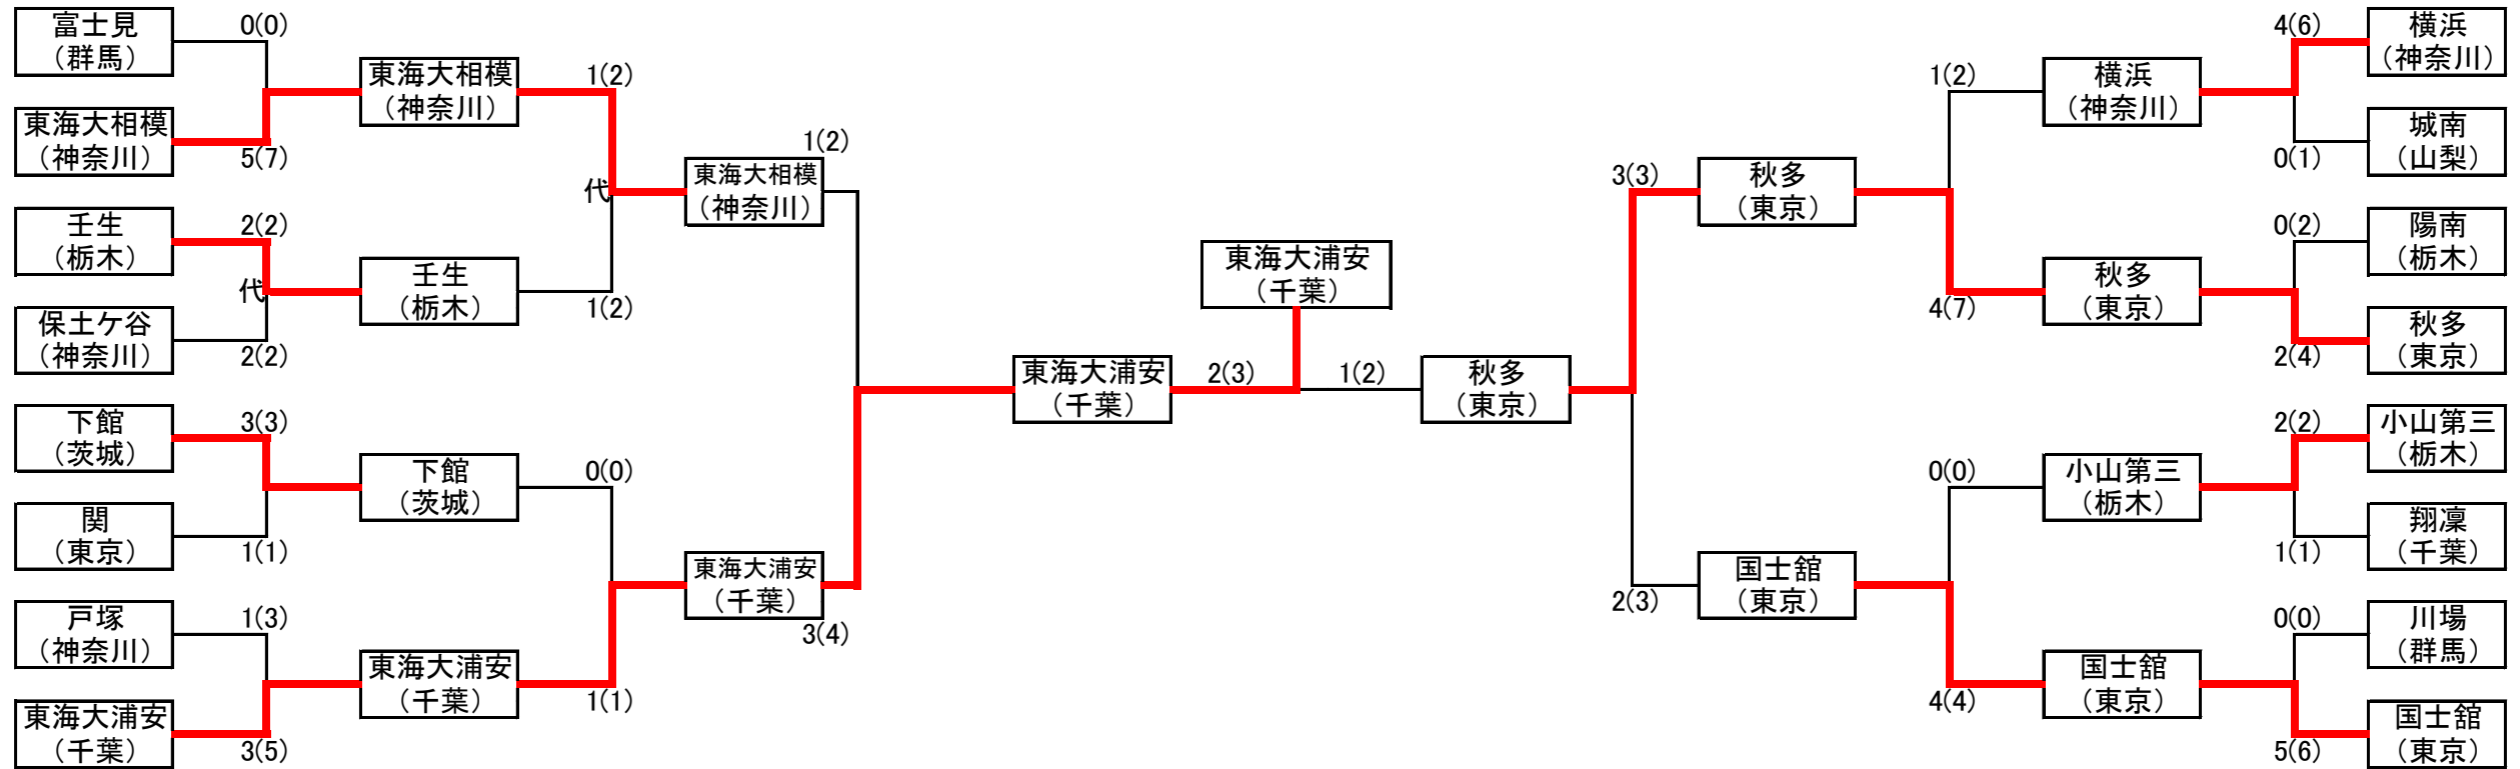 富士見
（群馬）
0(0)
東海大相模
（神奈川）
5(7)
壬生
（栃木）
2(2)
代
保土ケ谷
（神奈川）
2(2)
下館
（茨城）
3(3)
関
（東京）
1(1)
戸塚
（神奈川）
1(3)
東海大浦安
（千葉）
3(5)
東海大相模
（神奈川）
1(2)
代
壬生
（栃木）
1(2)
下館
（茨城）
0(0)
東海大浦安
（千葉）
1(1)
東海大相模
（神奈川）
1(2)
東海大浦安
（千葉）
3(4)
東海大浦安
（千葉）
2(3)
東海大浦安
（千葉）
1(2)
秋多
（東京）
3(3)
秋多
（東京）
2(3)
国士舘
（東京）
1(2)
横浜
（神奈川）
4(7)
秋多
（東京）
0(0)
小山第三
（栃木）
4(4)
国士舘
（東京）
4(6)
横浜
（神奈川）
0(1)
城南
（山梨）
0(2)
陽南
（栃木）
2(4)
秋多
（東京）
2(2)
小山第三
（栃木）
1(1)
翔凜
（千葉）
0(0)
川場
（群馬）
5(6)
国士舘
（東京）